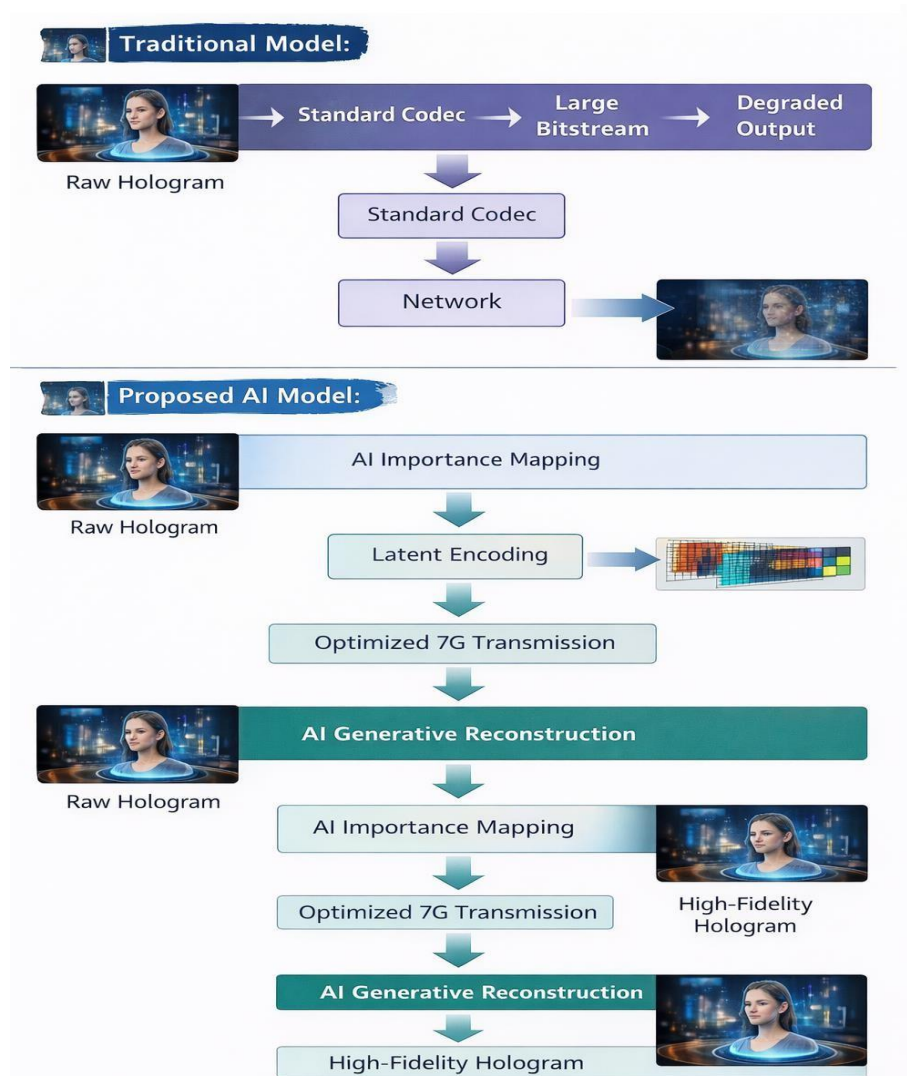 Traditional Model:
Standard Codec
Large
Bitstream
Degraded
Output
Raw Hologram
Standard Codec
Network
Proposed AI Model:
AI Importance Mapping
Raw Hologram
Latent Encoding
Optimized 7G Transmission
AI Generative Reconstruction
Raw Hologram
AI Importance Mapping
Optimized 7G Transmission
High-Fidelity
Hologram
AI Generative Reconstruction
High-Fidelity Hologram